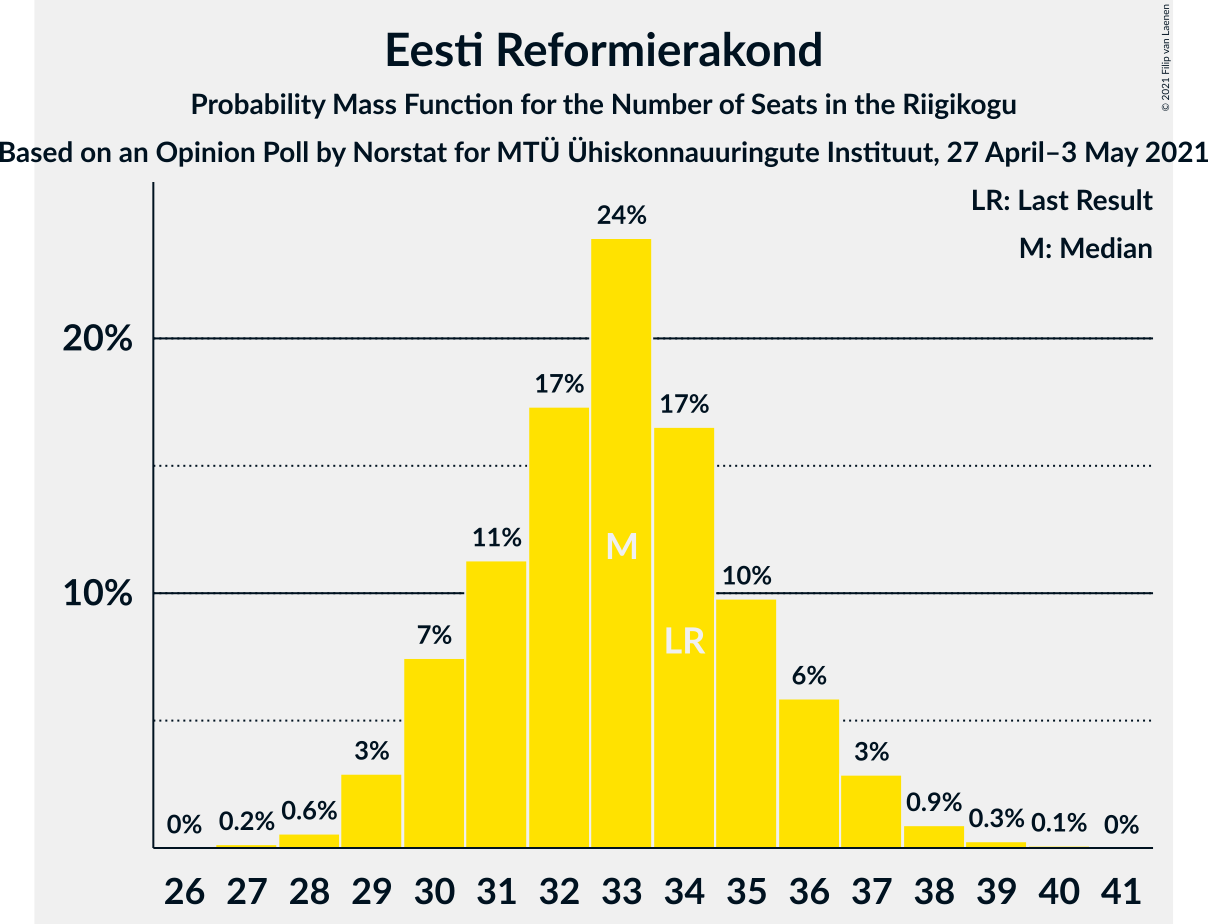 Eesti Reformierakond
Probability Mass Function for the Number of Seats in the Riigikogu
Based on an Opinion Poll by Norstat for MTÜ Ühiskonnauuringute Instituut, 27 April–3 May 2021
© 2021 Filip van Laenen
LR: Last Result
M: Median
20%
10%
0% 0.2% 0.6% 3% 7% 11% 17% 24% 17% 10% 6% 3% 0.9% 0.3% 0.1% 0%
M
LR
26 27 28 29 30 31 32 33 34 35 36 37 38 39 40 41